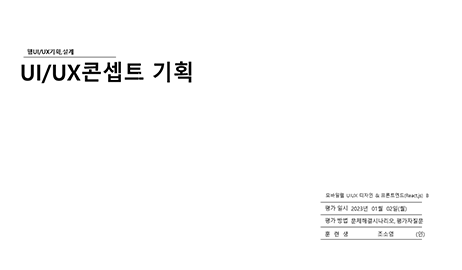 웹UI/UX기획,설계
UI/UX콘셉트 기획
모바일웹 UI/UX 디자인 & 프론트엔드(React.js) B
평가 일시 2023년 01월 02일(월)
평가 방법 문제해결시나리오, 평가자질문
훈 련 생 조소영 (인)